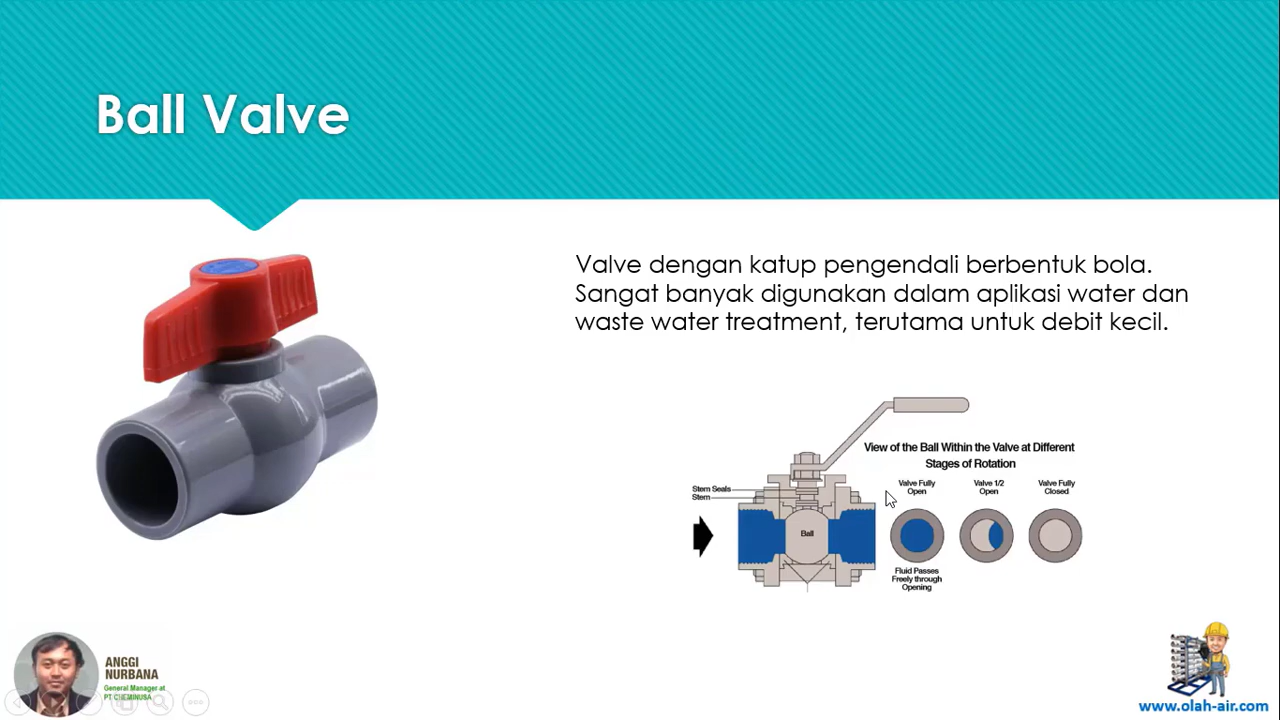 Ball Valve
Valve dengan katup pengendali berbentuk bola.
Sangat banyak digunakan dalam aplikasi water dan
waste water treatment, terutama untuk debit kecil.
View of the Ball Within the Valve at Different
Stages of Rotation
Stem Seals
Stem
Ball
Valve Fully
Open
Valve 1/2
Open
Valve Fully
Closed
Fluid Passes
Freely through
Opening
ANGGI
NURBANA
General Manager at
PT CHEMINUSA
www.olah-air.com